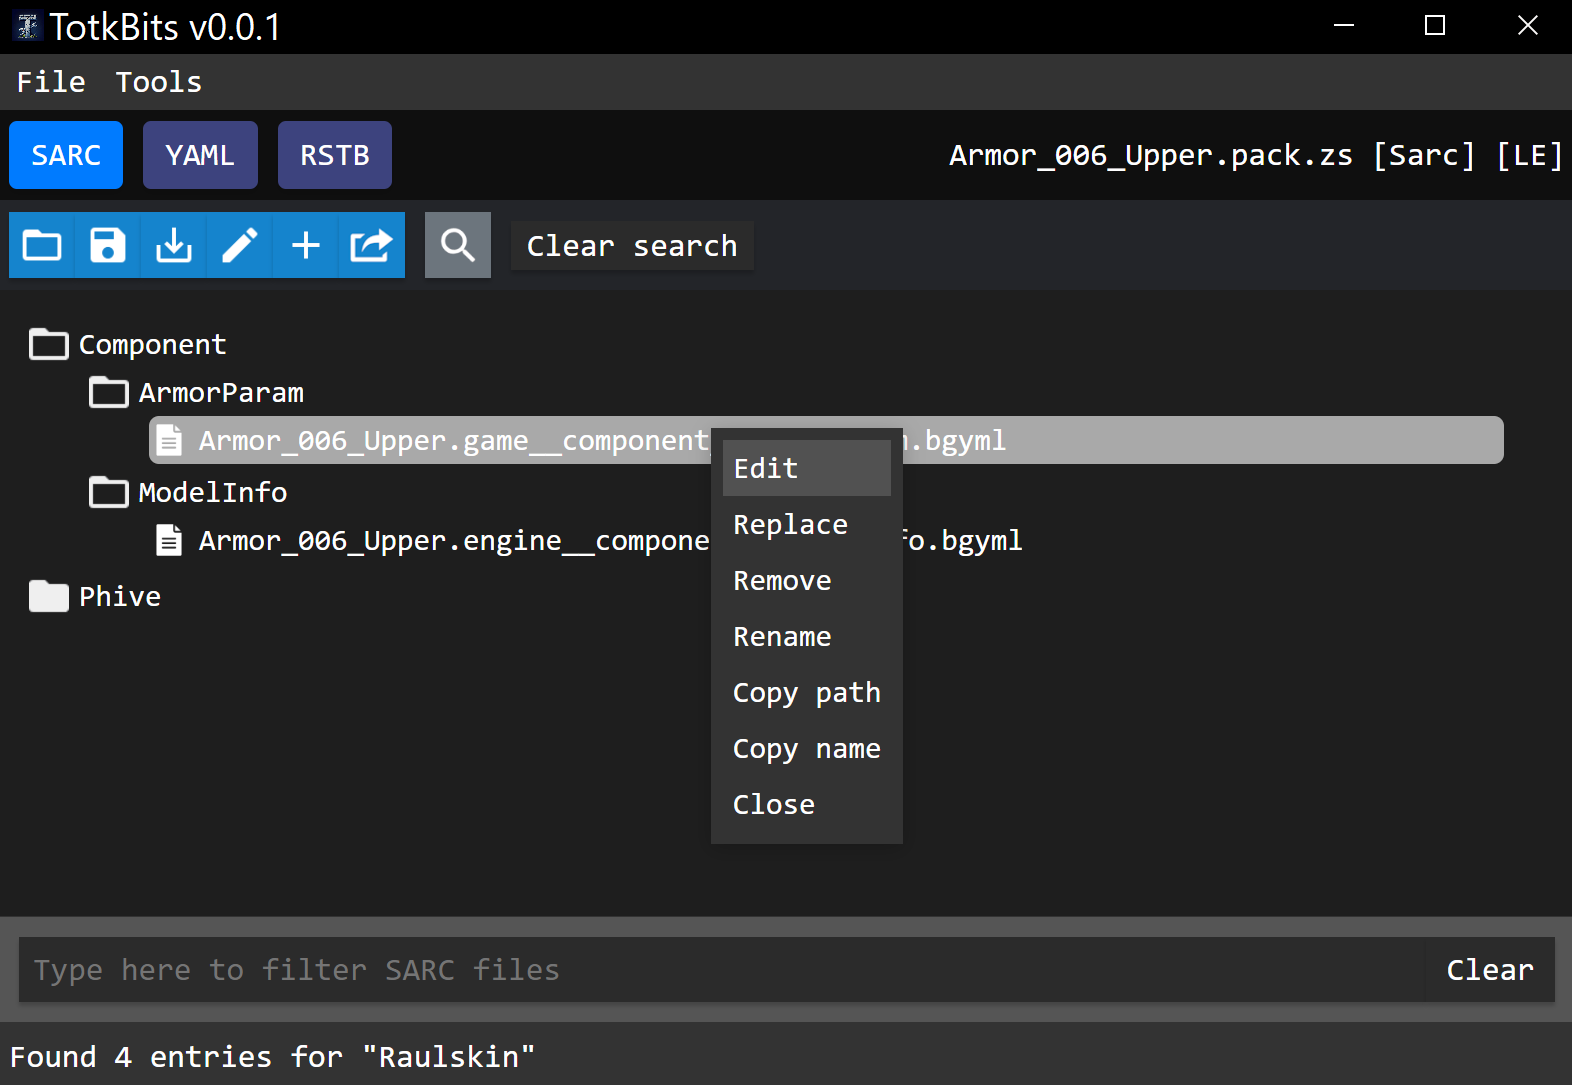 TotkBits v0.0.1
File Tools
SARC YAML RSTB Armor_006_Upper.pack.zs [Sarc] [LE]
Clear search
Component
ArmorParam
Armor_006_Upper.game__component .bgyml
ModelInfo
Armor_006_Upper.engine__compone fo.bgyml
Phive
Edit
Replace
Remove
Rename
Copy path
Copy name
Close
Type here to filter SARC files Clear
Found 4 entries for "Raulskin"